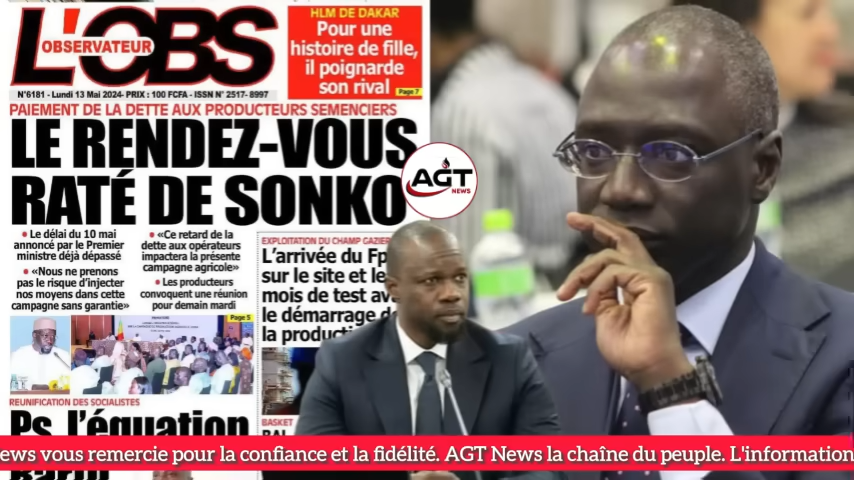 L'OBS
OBSERVATEUR
N°6181 - Lundi 13 Mai 2024- PRIX : 100 FCFA - ISSN N° 2517- 8997
HLM DE DAKAR
Pour une
histoire de fille,
il poignarde
son rival
Page 7
PAIEMENT DE LA DETTE AUX PRODUCTEURS SEMENCIERS
LE RENDEZ-VOUS
RATÉ DE SONKO
• Le délai du 10 mai
annoncé par le Premier
ministre déjà dépassé
• «Nous ne prenons
pas le risque d'injecter
nos moyens dans cette
campagne sans garantie»
• «Ce retard de la
dette aux opérateurs
impactera la présente
campagne agricole»
• Les producteurs
convoquent une réunion
pour demain mardi
Page 5
EXPLOITATION DU CHAMP GAZIER
L'arrivée du Fp
sur le site et le
mois de test av
le démarrage d
la producti
REUNIFICATION DES SOCIALISTES
Ps, l'équation
BASKET
AGT
NEWS
ews vous remercie pour la confiance et la fidélité. AGT News la chaîne du peuple. L'information